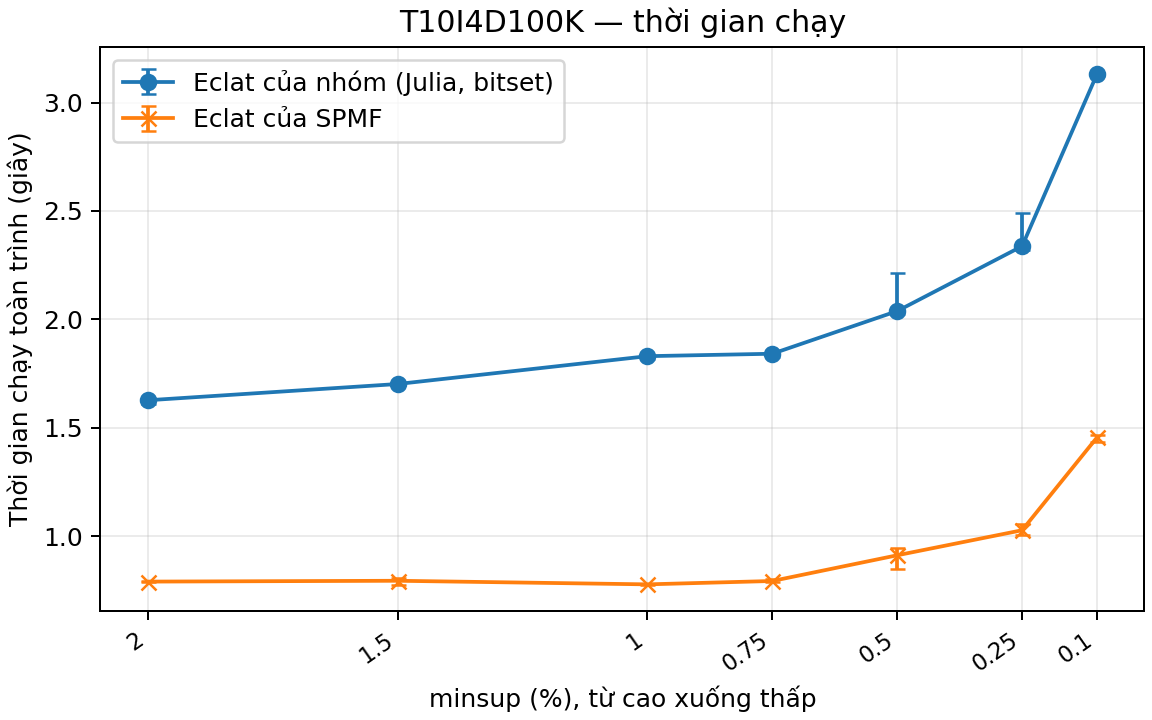 T10I4D100K — thời gian chạy
Eclat của nhóm (Julia, bitset)
Eclat của SPMF
Thời gian chạy toàn trình (giây)
3.0
2.5
2.0
1.5
1.0
2
1.5
1
0.75
0.5
0.25
0.1
minsup (%), từ cao xuống thấp